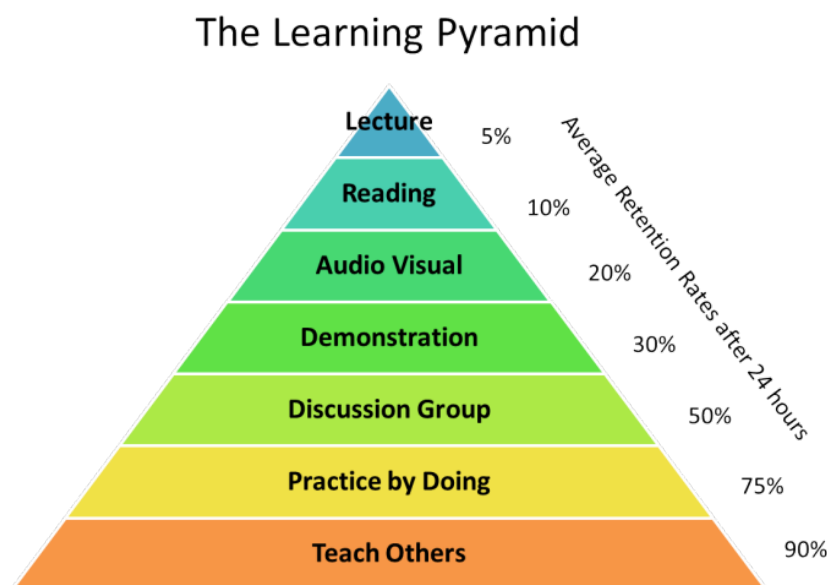 The Learning Pyramid
Lecture
5%
Reading
10%
Audio Visual
20%
Demonstration
30%
Discussion Group
50%
Practice by Doing
75%
Teach Others
90%
Average Retention Rates after 24 hours